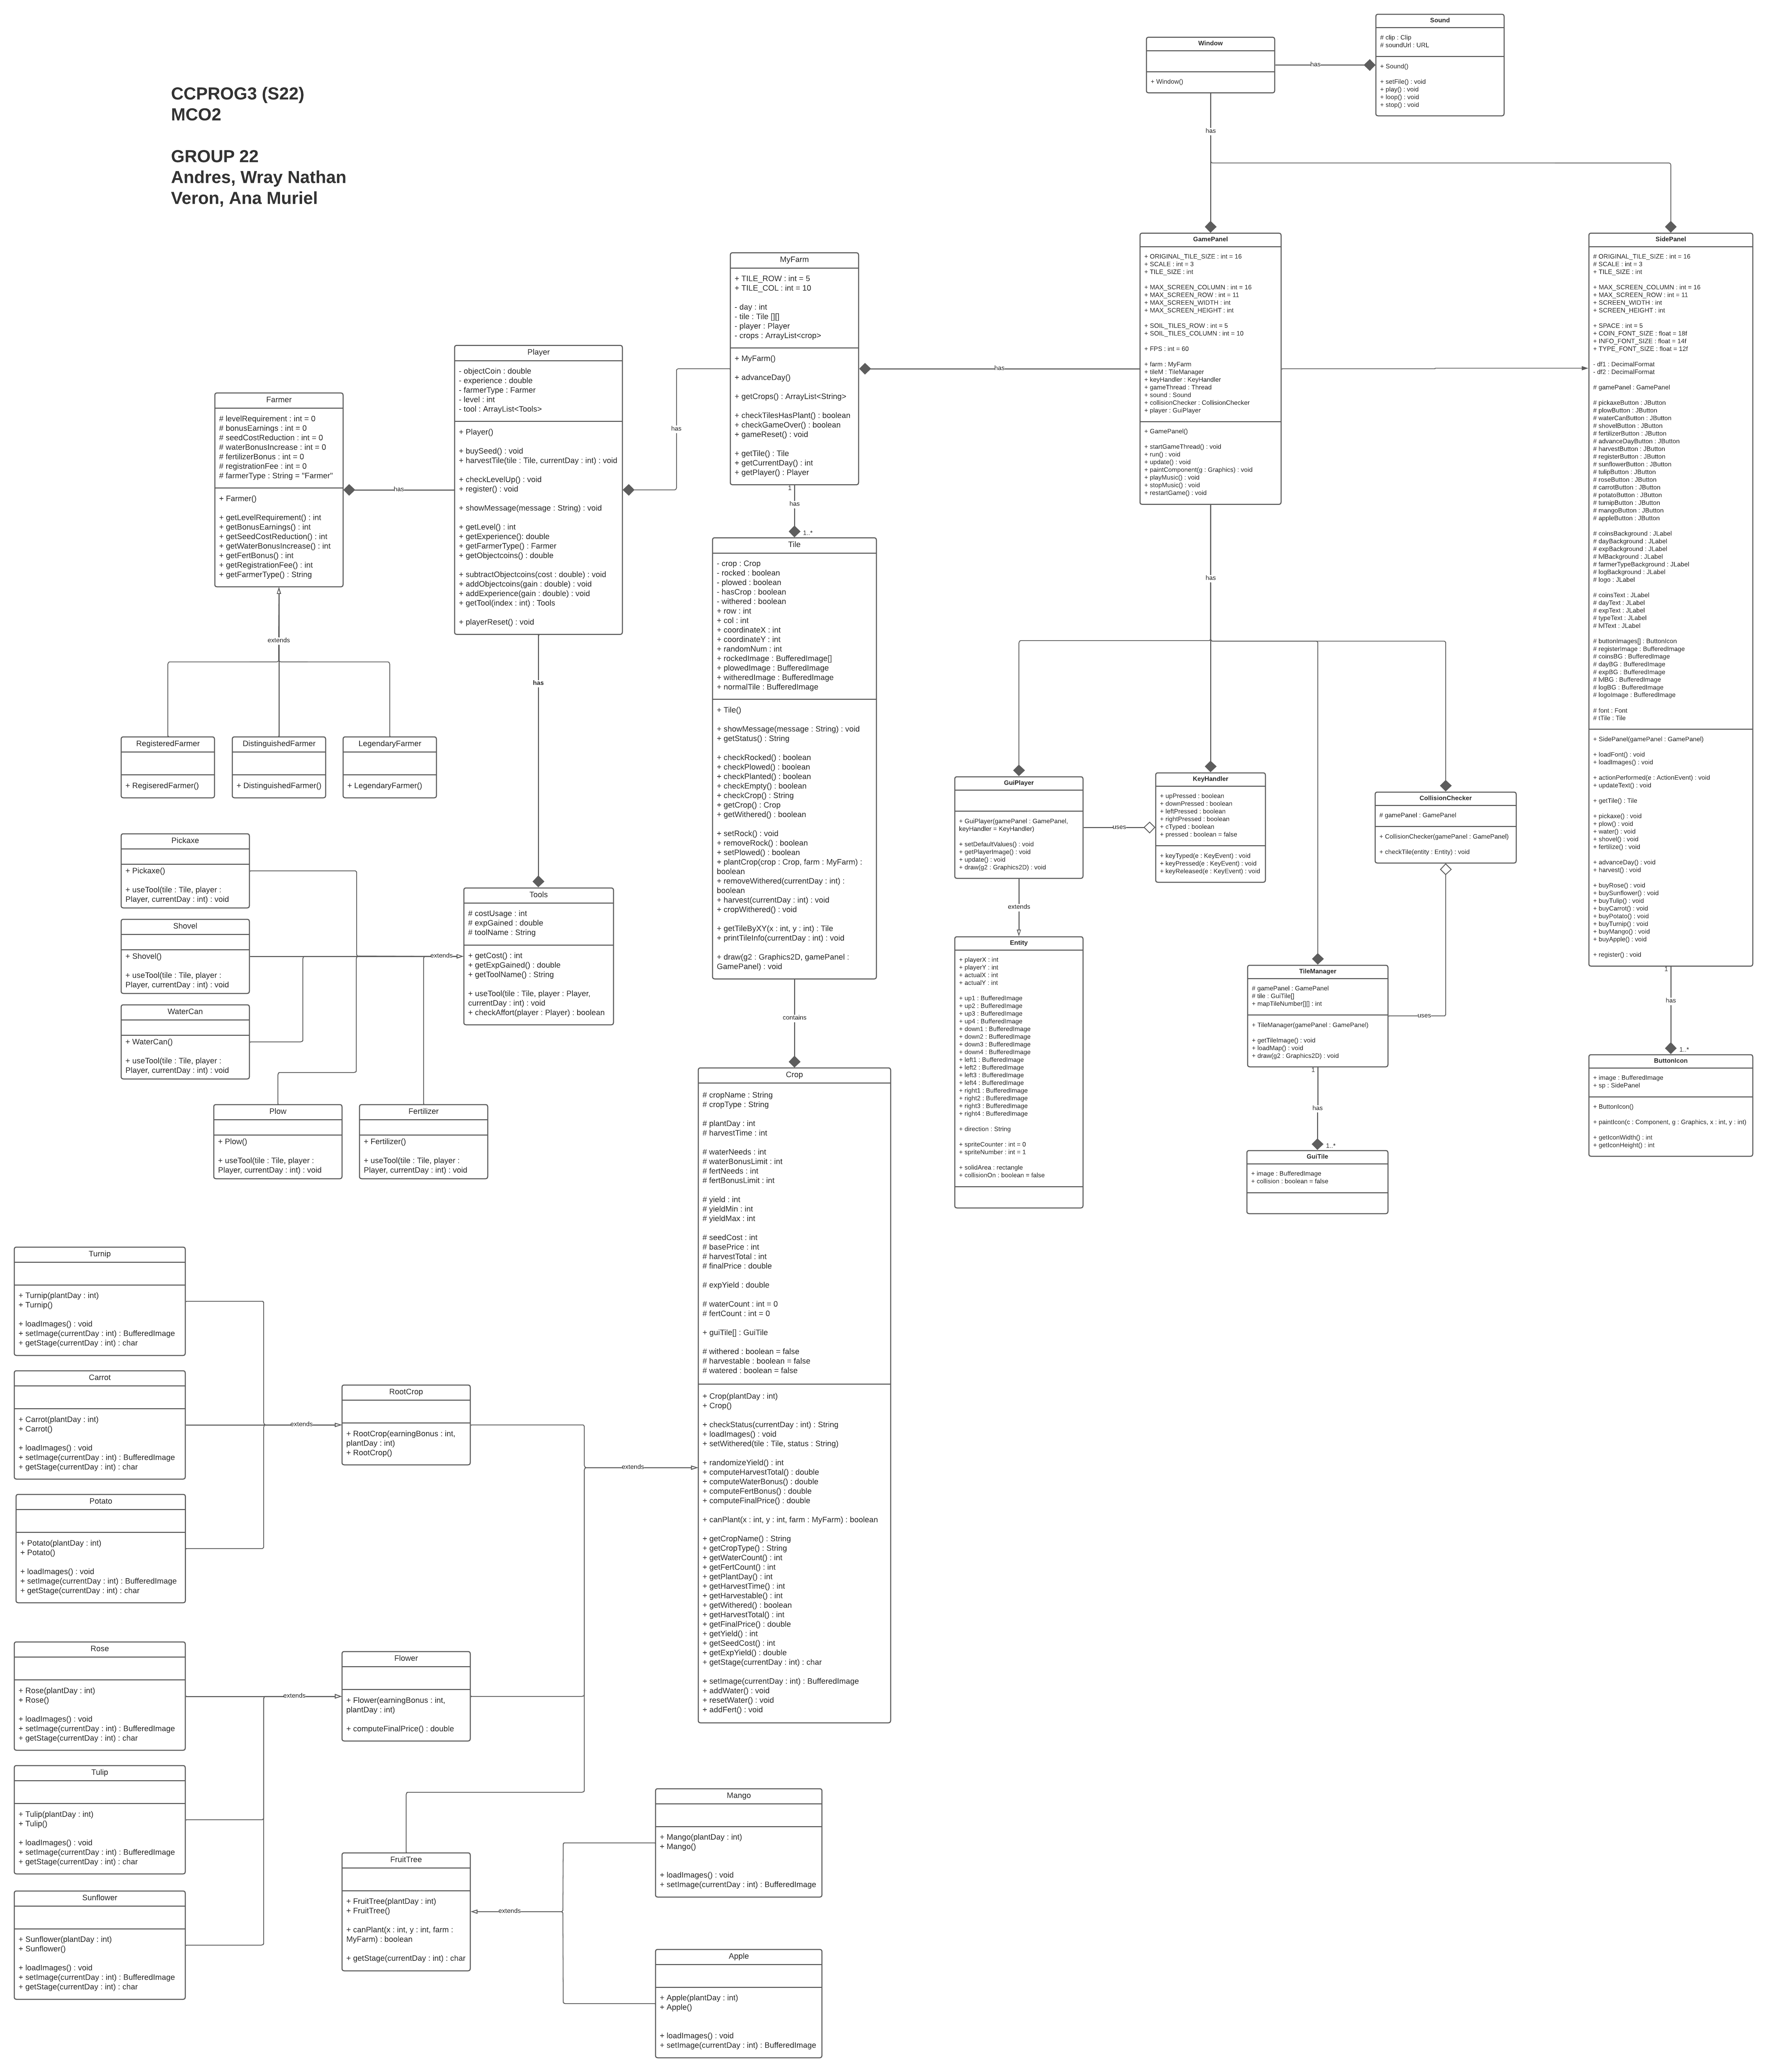 CCPROG3 (S22)
MCO2
GROUP 22
Andres, Wray Nathan
Veron, Ana Muriel
Window
+ Window()
has
Sound
# clip : Clip
# soundUrl : URL
+ Sound()
+ setFile() : void
+ play() : void
+ loop() : void
+ stop() : void
has
GamePanel
+ ORIGINAL_TILE_SIZE : int = 16
+ SCALE : int = 3
+ TILE_SIZE : int
+ MAX_SCREEN_COLUMN : int = 16
+ MAX_SCREEN_ROW : int = 11
+ MAX_SCREEN_WIDTH : int
+ MAX_SCREEN_HEIGHT : int
+ SOIL_TILES_ROW : int = 5
+ SOIL_TILES_COLUMN : int = 10
+ FPS : int = 60
+ farm : MyFarm
+ tileM : TileManager
+ keyHandler : KeyHandler
+ gameThread : Thread
+ sound : Sound
+ collisionChecker : CollisionChecker
+ player : GuiPlayer
+ GamePanel()
+ startGameThread() : void
+ run() : void
+ update() : void
+ paintComponent(g : Graphics) : void
+ playMusic() : void
+ stopMusic() : void
+ restartGame() : void
SidePanel
# ORIGINAL_TILE_SIZE : int = 16
# SCALE : int = 3
+ TILE_SIZE : int
+ MAX_SCREEN_COLUMN : int = 16
+ MAX_SCREEN_ROW : int = 11
+ SCREEN_WIDTH : int
+ SCREEN_HEIGHT : int
+ SPACE : int = 5
+ COIN_FONT_SIZE : float = 18f
+ INFO_FONT_SIZE : float = 14f
+ TYPE_FONT_SIZE : float = 12f
- df1 : DecimalFormat
- df2 : DecimalFormat
# gamePanel : GamePanel
# pickaxeButton : JButton
# plowButton : JButton
# waterCanButton : JButton
# shovelButton : JButton
# fertilizerButton : JButton
# advanceDayButton : JButton
# harvestButton : JButton
# registerButton : JButton
# sunflowerButton : JButton
# tulipButton : JButton
# roseButton : JButton
# carrotButton : JButton
# potatoButton : JButton
# turnipButton : JButton
# mangoButton : JButton
# appleButton : JButton
# coinsBackground : JLabel
# dayBackground : JLabel
# expBackground : JLabel
# lvlBackground : JLabel
# farmerTypeBackground : JLabel
# logBackground : JLabel
# logo : JLabel
# coinsText : JLabel
# dayText : JLabel
# expText : JLabel
# typeText : JLabel
# lvlText : JLabel
# buttonImages[] : ButtonIcon
# registerImage : BufferedImage
# coinsBG : BufferedImage
# dayBG : BufferedImage
# expBG : BufferedImage
# lvlBG : BufferedImage
# logBG : BufferedImage
# logoImage : BufferedImage
# font : Font
# tTile : Tile
+ SidePanel(gamePanel : GamePanel)
+ loadFont() : void
+ loadImages() : void
+ actionPerformed(e : ActionEvent) : void
+ updateText() : void
+ getTile() : Tile
+ pickaxe() : void
+ plow() : void
+ water() : void
+ shovel() : void
+ fertilize() : void
+ advanceDay() : void
+ harvest() : void
+ buyRose() : void
+ buySunflower() : void
+ buyTulip() : void
+ buyCarrot() : void
+ buyPotato() : void
+ buyTurnip() : void
+ buyMango() : void
+ buyApple() : void
+ register() : void
1
has
1..*
ButtonIcon
+ image : BufferedImage
+ sp : SidePanel
+ ButtonIcon()
+ paintIcon(c : Component, g : Graphics, x : int, y : int)
+ getIconWidth() : int
+ getIconHeight() : int
has
MyFarm
+ TILE_ROW : int = 5
+ TILE_COL : int = 10
- day : int
- tile : Tile [][]
- player : Player
- crops : ArrayList<crop>
+ MyFarm()
+ advanceDay()
+ getCrops() : ArrayList<String>
+ checkTilesHasPlant() : boolean
+ checkGameOver() : boolean
+ gameReset() : void
+ getTile() : Tile
+ getCurrentDay() : int
+ getPlayer() : Player
has
Player
- objectCoin : double
- experience : double
- farmerType : Farmer
- level : int
- tool : ArrayList<Tools>
+ Player()
+ buySeed() : void
+ harvestTile(tile : Tile, currentDay : int) : void
+ checkLevelUp() : void
+ register() : void
+ showMessage(message : String) : void
+ getLevel() : int
+ getExperience(): double
+ getFarmerType() : Farmer
+ getObjectcoins() : double
+ subtractObjectcoins(cost : double) : void
+ addObjectcoins(gain : double) : void
+ addExperience(gain : double) : void
+ getTool(index : int) : Tools
+ playerReset() : void
has
Farmer
# levelRequirement : int = 0
# bonusEarnings : int = 0
# seedCostReduction : int = 0
# waterBonusIncrease : int = 0
# fertilizerBonus : int = 0
# registrationFee : int = 0
# farmerType : String = "Farmer"
+ Farmer()
+ getLevelRequirement() : int
+ getBonusEarnings() : int
+ getSeedCostReduction() : int
+ getWaterBonusIncrease() : int
+ getFertBonus() : int
+ getRegistrationFee() : int
+ getFarmerType() : String
extends
RegisteredFarmer
+ RegiseredFarmer()
DistinguishedFarmer
+ DistinguishedFarmer()
LegendaryFarmer
+ LegendaryFarmer()
has
Tools
# costUsage : int
# expGained : double
# toolName : String
+ getCost() : int
+ getExpGained() : double
+ getToolName() : String
+ useTool(tile : Tile, player : Player,
currentDay : int) : void
+ checkAffort(player : Player) : boolean
extends
Pickaxe
+ Pickaxe()
+ useTool(tile : Tile, player :
Player, currentDay : int) : void
Shovel
+ Shovel()
+ useTool(tile : Tile, player :
Player, currentDay : int) : void
WaterCan
+ WaterCan()
+ useTool(tile : Tile, player :
Player, currentDay : int) : void
Plow
+ Plow()
+ useTool(tile : Tile, player :
Player, currentDay : int) : void
Fertilizer
+ Fertilizer()
+ useTool(tile : Tile, player :
Player, currentDay : int) : void
1
has
1..*
Tile
- crop : Crop
- rocked : boolean
- plowed : boolean
- hasCrop : boolean
- withered : boolean
+ row : int
+ col : int
+ coordinateX : int
+ coordinateY : int
+ randomNum : int
+ rockedImage : BufferedImage[]
+ plowedImage : BufferedImage
+ witheredImage : BufferedImage
+ normalTile : BufferedImage
+ Tile()
+ showMessage(message : String) : void
+ getStatus() : String
+ checkRocked() : boolean
+ checkPlowed() : boolean
+ checkPlanted() : boolean
+ checkEmpty() : boolean
+ checkCrop() : String
+ getCrop() : Crop
+ getWithered() : boolean
+ setRock() : void
+ removeRock() : boolean
+ setPlowed() : boolean
+ plantCrop(crop : Crop, farm : MyFarm) :
boolean
+ removeWithered(currentDay : int) :
boolean
+ harvest(currentDay : int) : void
+ cropWithered() : void
+ getTileByXY(x : int, y : int) : Tile
+ printTileInfo(currentDay : int) : void
+ draw(g2 : Graphics2D, gamePanel :
GamePanel) : void
contains
Crop
# cropName : String
# cropType : String
# plantDay : int
# harvestTime : int
# waterNeeds : int
# waterBonusLimit : int
# fertNeeds : int
# fertBonusLimit : int
# yield : int
# yieldMin : int
# yieldMax : int
# seedCost : int
# basePrice : int
# harvestTotal : int
# finalPrice : double
# expYield : double
# waterCount : int = 0
# fertCount : int = 0
+ guiTile[] : GuiTile
# withered : boolean = false
# harvestable : boolean = false
# watered : boolean = false
+ Crop(plantDay : int)
+ Crop()
+ checkStatus(currentDay : int) : String
+ loadImages() : void
+ setWithered(tile : Tile, status : String)
+ randomizeYield() : int
+ computeHarvestTotal() : double
+ computeWaterBonus() : double
+ computeFertBonus() : double
+ computeFinalPrice() : double
+ canPlant(x : int, y : int, farm : MyFarm) : boolean
+ getCropName() : String
+ getCropType() : String
+ getWaterCount() : int
+ getFertCount() : int
+ getPlantDay() : int
+ getHarvestTime() : int
+ getHarvestable() : int
+ getWithered() : boolean
+ getHarvestTotal() : int
+ getFinalPrice() : double
+ getYield() : int
+ getSeedCost() : int
+ getExpYield() : double
+ getStage(currentDay : int) : char
+ setImage(currentDay : int) : BufferedImage
+ addWater() : void
+ resetWater() : void
+ addFert() : void
has
GuiPlayer
+ GuiPlayer(gamePanel : GamePanel,
keyHandler = KeyHandler)
+ setDefaultValues() : void
+ getPlayerImage() : void
+ update() : void
+ draw(g2 : Graphics2D) : void
uses
KeyHandler
+ upPressed : boolean
+ downPressed : boolean
+ leftPressed : boolean
+ rightPressed : boolean
+ cTyped : boolean
+ pressed : boolean = false
+ keyTyped(e : KeyEvent) : void
+ keyPressed(e : KeyEvent) : void
+ keyReleased(e : KeyEvent) : void
CollisionChecker
# gamePanel : GamePanel
+ CollisionChecker(gamePanel : GamePanel)
+ checkTile(entity : Entity) : void
extends
Entity
+ playerX : int
+ playerY : int
+ actualX : int
+ actualY : int
+ up1 : BufferedImage
+ up2 : BufferedImage
+ up3 : BufferedImage
+ up4 : BufferedImage
+ down1 : BufferedImage
+ down2 : BufferedImage
+ down3 : BufferedImage
+ down4 : BufferedImage
+ left1 : BufferedImage
+ left2 : BufferedImage
+ left3 : BufferedImage
+ left4 : BufferedImage
+ right1 : BufferedImage
+ right2 : BufferedImage
+ right3 : BufferedImage
+ right4 : BufferedImage
+ direction : String
+ spriteCounter : int = 0
+ spriteNumber : int = 1
+ solidArea : rectangle
+ collisionOn : boolean = false
TileManager
# gamePanel : GamePanel
# tile : GuiTile[]
+ mapTileNumber[][] : int
+ TileManager(gamePanel : GamePanel)
+ getTileImage() : void
+ loadMap() : void
+ draw(g2 : Graphics2D) : void
uses
1
has
1..*
GuiTile
+ image : BufferedImage
+ collision : boolean = false
Turnip
+ Turnip(plantDay : int)
+ Turnip()
+ loadImages() : void
+ setImage(currentDay : int) : BufferedImage
+ getStage(currentDay : int) : char
Carrot
+ Carrot(plantDay : int)
+ Carrot()
+ loadImages() : void
+ setImage(currentDay : int) : BufferedImage
+ getStage(currentDay : int) : char
Potato
+ Potato(plantDay : int)
+ Potato()
+ loadImages() : void
+ setImage(currentDay : int) : BufferedImage
+ getStage(currentDay : int) : char
extends
RootCrop
+ RootCrop(earningBonus : int,
plantDay : int)
+ RootCrop()
extends
Rose
+ Rose(plantDay : int)
+ Rose()
+ loadImages() : void
+ setImage(currentDay : int) : BufferedImage
+ getStage(currentDay : int) : char
Tulip
+ Tulip(plantDay : int)
+ Tulip()
+ loadImages() : void
+ setImage(currentDay : int) : BufferedImage
+ getStage(currentDay : int) : char
Sunflower
+ Sunflower(plantDay : int)
+ Sunflower()
+ loadImages() : void
+ setImage(currentDay : int) : BufferedImage
+ getStage(currentDay : int) : char
extends
Flower
+ Flower(earningBonus : int,
plantDay : int)
+ computeFinalPrice() : double
FruitTree
+ FruitTree(plantDay : int)
+ FruitTree()
+ canPlant(x : int, y : int, farm :
MyFarm) : boolean
+ getStage(currentDay : int) : char
extends
Mango
+ Mango(plantDay : int)
+ Mango()
+ loadImages() : void
+ setImage(currentDay : int) : BufferedImage
Apple
+ Apple(plantDay : int)
+ Apple()
+ loadImages() : void
+ setImage(currentDay : int) : BufferedImage